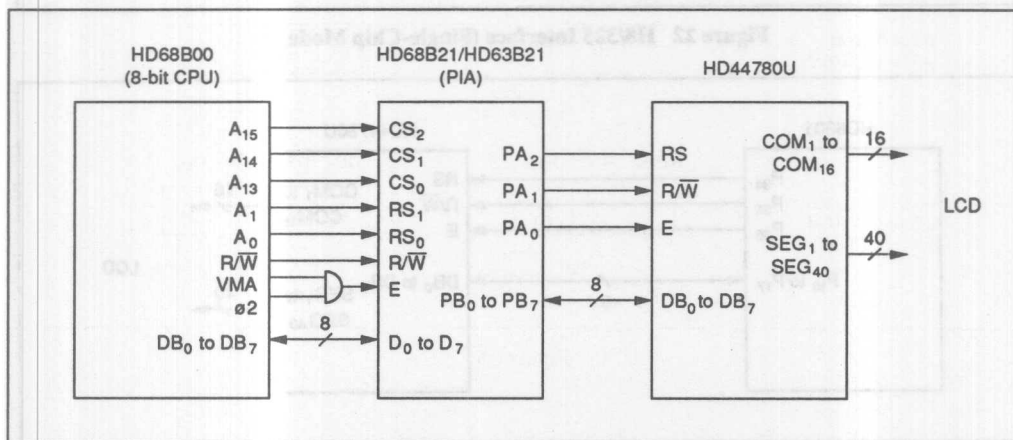 HD68B00
(8-bit CPU)
HD68B21/HD63B21
(PIA)
HD44780U
A₁₅
A₁₄
A₁₃
A₁
A₀
R/W̅
VMA
ø2
DB₀ to DB₇
8
CS₂
CS₁
CS₀
RS₁
RS₀
R/W̅
E
D₀ to D₇
PA₂
PA₁
PA₀
PB₀ to PB₇
8
RS
R/W̅
E
DB₀ to DB₇
COM₁ to
COM₁₆
16
SEG₁ to
SEG₄₀
40
LCD